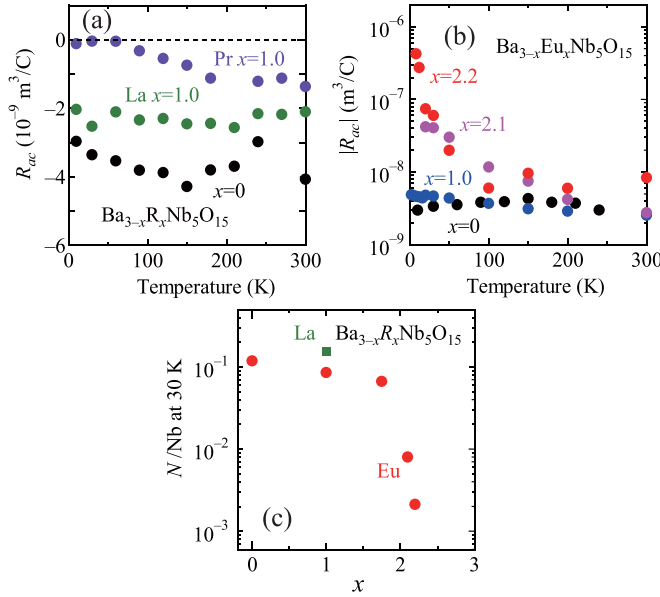 (a)
Pr x=1.0
La x=1.0
x=0
Ba₃₋ₓRₓNb₅O₁₅
R_ac (10⁻⁹ m³/C)
0
−2
−4
−6
0
100
200
300
Temperature (K)
(b)
Ba₃₋ₓEuₓNb₅O₁₅
x=2.2
x=2.1
x=1.0
x=0
|R_ac| (m³/C)
10⁻⁶
10⁻⁷
10⁻⁸
10⁻⁹
0
100
200
300
Temperature (K)
La
Ba₃₋ₓRₓNb₅O₁₅
Eu
(c)
N/Nb at 30 K
10⁻¹
10⁻²
10⁻³
0
1
2
3
x